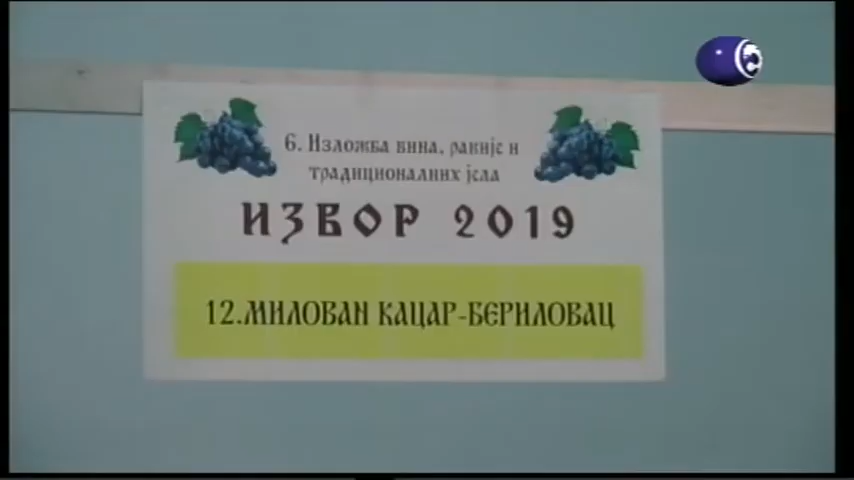 6. Изложба вина, ракије и
традиционалних јела
ИЗВОР 2019
12.МИЛОВАН КАЦАР-БЕРИЛОВАЦ